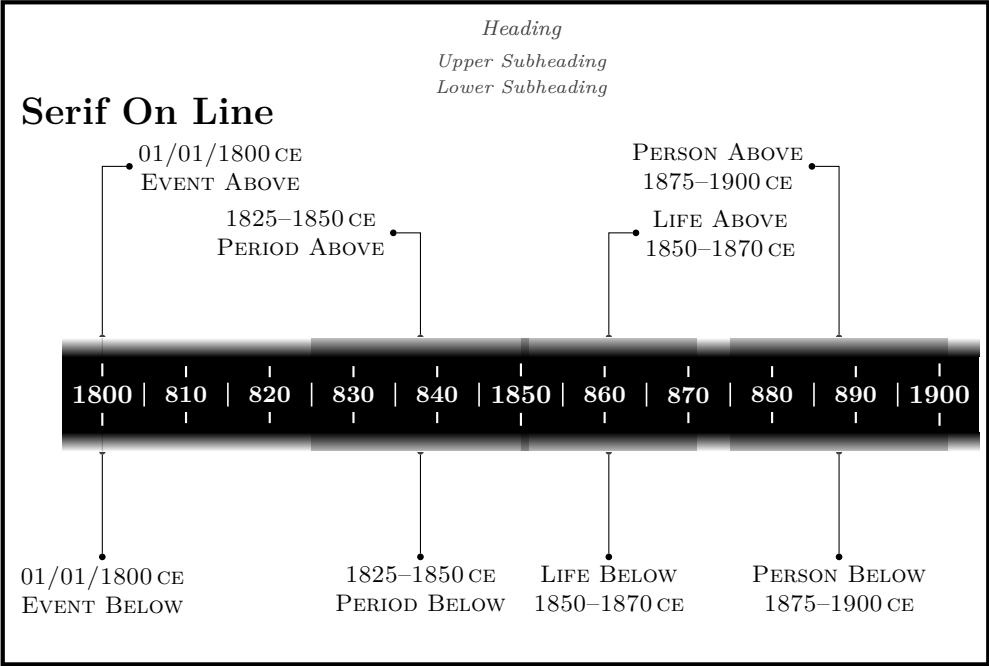 Heading
Upper Subheading
Lower Subheading
Serif On Line
01/01/1800 CE
Event Above
Person Above
1875–1900 CE
1825–1850 CE
Period Above
Life Above
1850–1870 CE
1800 | 810 | 820 | 830 | 840 | 1850 | 860 | 870 | 880 | 890 | 1900
01/01/1800 CE
Event Below
1825–1850 CE
Period Below
Life Below
1850–1870 CE
Person Below
1875–1900 CE